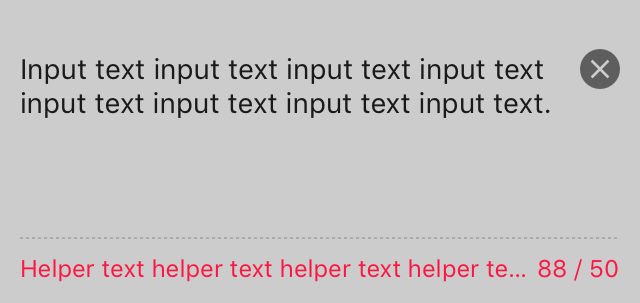 Input text input text input text input text
input text input text input text input text.
Helper text helper text helper text helper te... 88 / 50